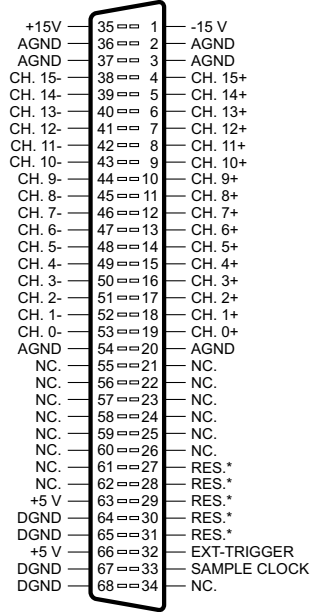 +15V 35 1 -15 V
AGND 36 2 AGND
AGND 37 3 AGND
CH. 15- 38 4 CH. 15+
CH. 14- 39 5 CH. 14+
CH. 13- 40 6 CH. 13+
CH. 12- 41 7 CH. 12+
CH. 11- 42 8 CH. 11+
CH. 10- 43 9 CH. 10+
CH. 9- 44 10 CH. 9+
CH. 8- 45 11 CH. 8+
CH. 7- 46 12 CH. 7+
CH. 6- 47 13 CH. 6+
CH. 5- 48 14 CH. 5+
CH. 4- 49 15 CH. 4+
CH. 3- 50 16 CH. 3+
CH. 2- 51 17 CH. 2+
CH. 1- 52 18 CH. 1+
CH. 0- 53 19 CH. 0+
AGND 54 20 AGND
NC. 55 21 NC.
NC. 56 22 NC.
NC. 57 23 NC.
NC. 58 24 NC.
NC. 59 25 NC.
NC. 60 26 NC.
NC. 61 27 RES.*
NC. 62 28 RES.*
+5 V 63 29 RES.*
DGND 64 30 RES.*
DGND 65 31 RES.*
+5 V 66 32 EXT-TRIGGER
DGND 67 33 SAMPLE CLOCK
DGND 68 34 NC.